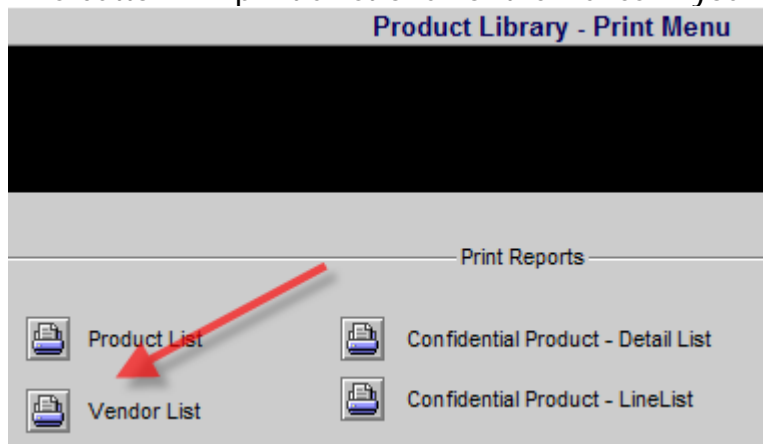 Product Library - Print Menu
Print Reports
Product List
Confidential Product - Detail List
Vendor List
Confidential Product - LineList